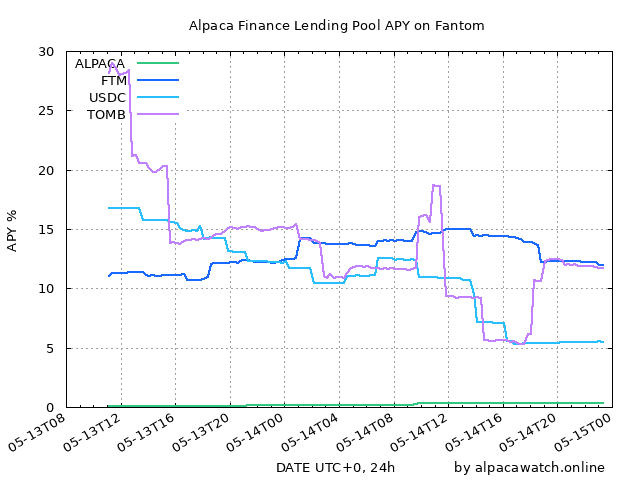 Alpaca Finance Lending Pool APY on Fantom
30
25
20
15
10
5
0
APY %
ALPACA
FTM
USDC
TOMB
05-13T08
05-13T12
05-13T16
05-13T20
05-14T00
05-14T04
05-14T08
05-14T12
05-14T16
05-14T20
05-15T00
DATE UTC+0, 24h
by alpacawatch.online